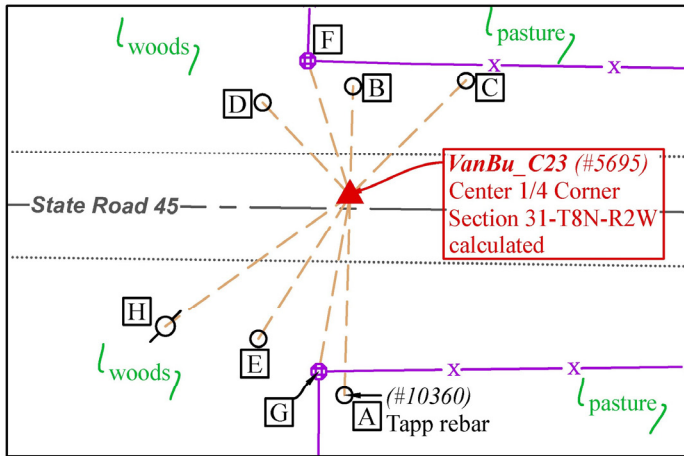 F
woods
pasture
x x
B
C
D
VanBu_C23 (#5695)
Center 1/4 Corner
Section 31-T8N-R2W
calculated
State Road 45
H
E
woods
x x
G
A
(#10360)
Tapp rebar
pasture